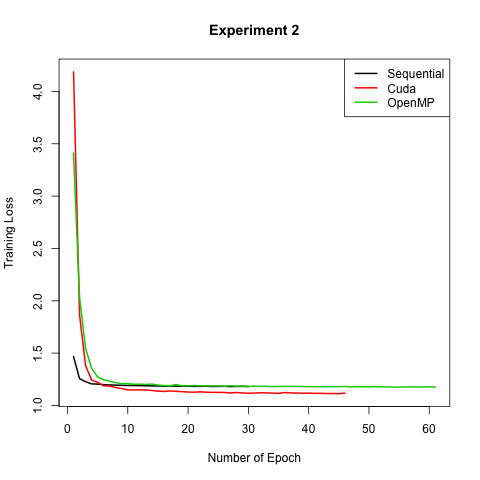 Experiment 2
Sequential
Cuda
OpenMP
Training Loss
4.0
3.5
3.0
2.5
2.0
1.5
1.0
0 10 20 30 40 50 60
Number of Epoch